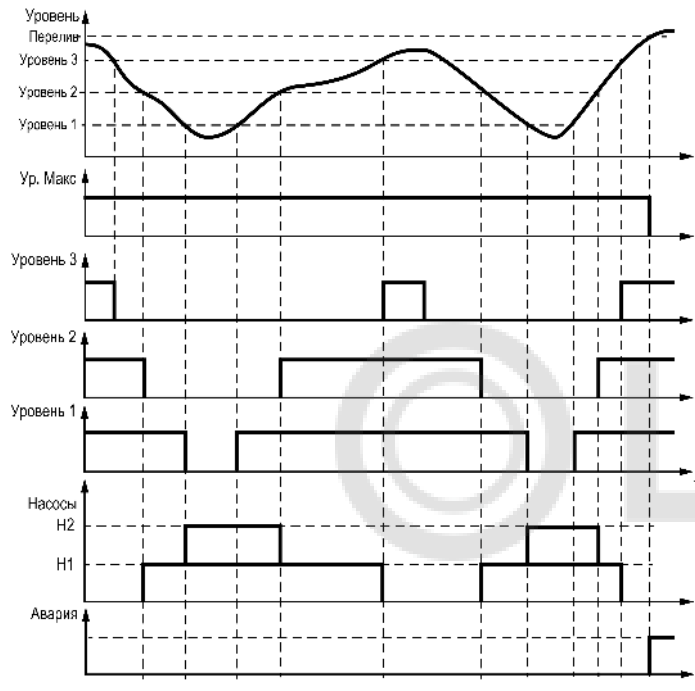 Уровень
Перелив
Уровень 3
Уровень 2
Уровень 1
Ур. Макс
Уровень 3
Уровень 2
Уровень 1
Насосы
Н2
Н1
Авария